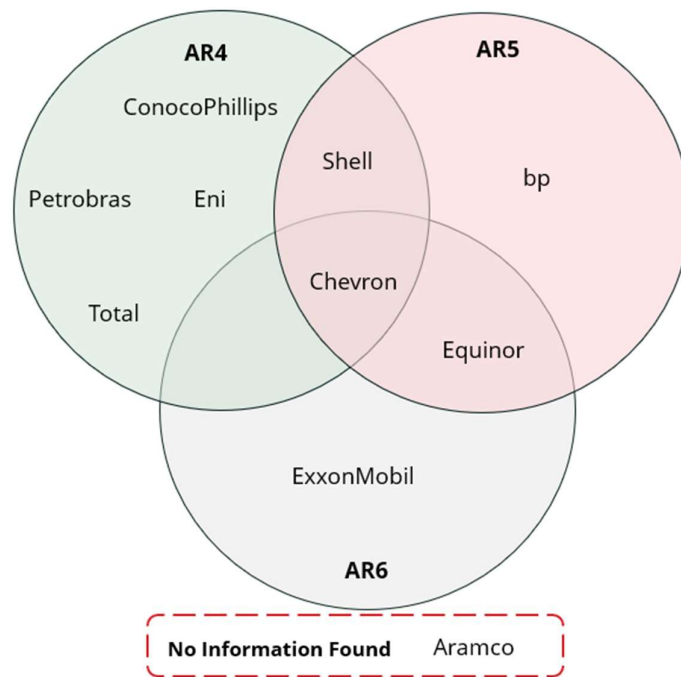 AR4
AR5
ConocoPhillips
Shell
bp
Petrobras
Eni
Chevron
Total
Equinor
ExxonMobil
AR6
No Information Found Aramco